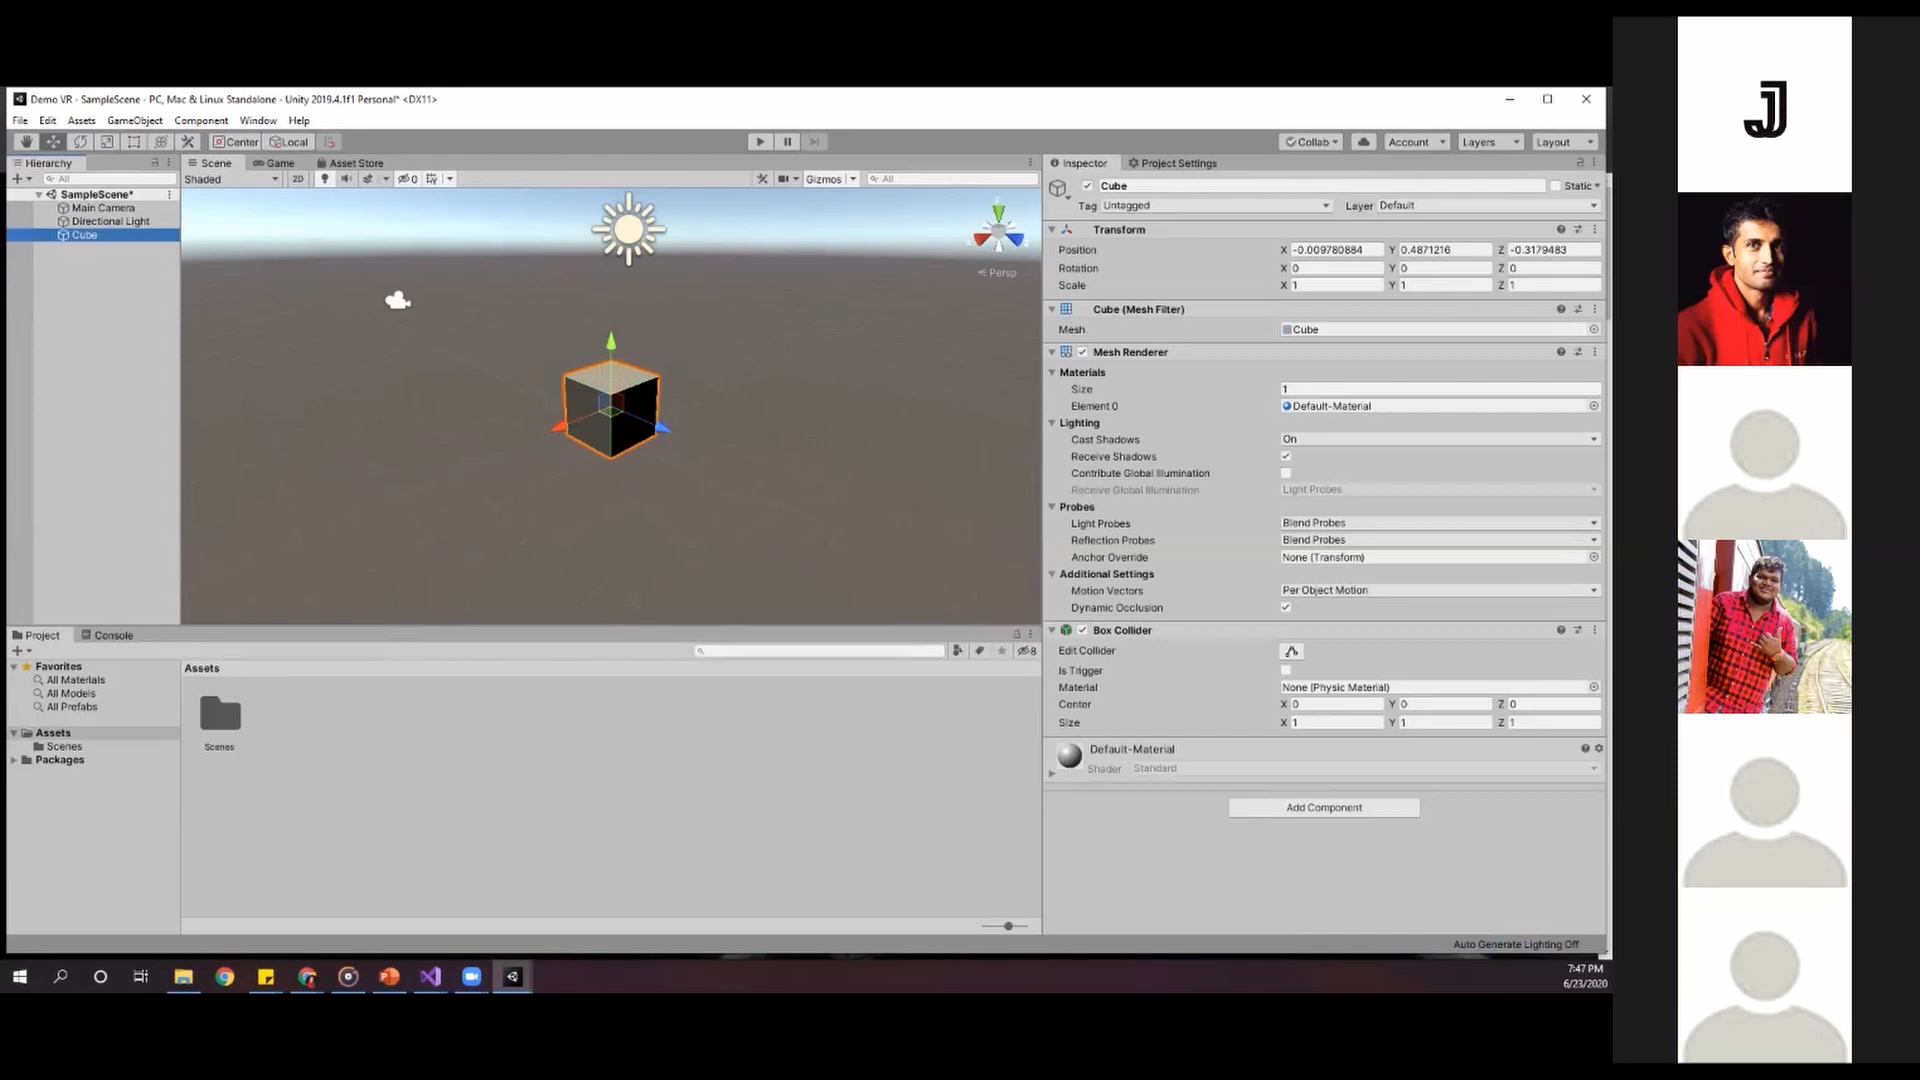 Demo VR - SampleScene - PC, Mac & Linux Standalone - Unity 2019.4.1f1 Personal* <DX11>
File Edit Assets GameObject Component Window Help
Center Local Collab Account Layers Layout
Hierarchy
All
SampleScene*
Main Camera
Directional Light
Cube
Scene Game Asset Store
Shaded 2D 0 Gizmos All
y
Persp
Inspector Project Settings
Cube Static
Tag Untagged Layer Default
Transform
Position X -0.009780884 Y 0.4871216 Z -0.3179483
Rotation X 0 Y 0 Z 0
Scale X 1 Y 1 Z 1
Cube (Mesh Filter)
Mesh Cube
Mesh Renderer
Materials
Size 1
Element 0 Default-Material
Lighting
Cast Shadows On
Receive Shadows
Contribute Global Illumination
Receive Global Illumination Light Probes
Probes
Light Probes Blend Probes
Reflection Probes Blend Probes
Anchor Override None (Transform)
Additional Settings
Motion Vectors Per Object Motion
Dynamic Occlusion
Box Collider
Edit Collider
Is Trigger
Material None (Physic Material)
Center X 0 Y 0 Z 0
Size X 1 Y 1 Z 1
Default-Material
Shader Standard
Add Component
Project Console
8
Favorites
All Materials
All Models
All Prefabs
Assets
Scenes
Packages
Assets
Scenes
Auto Generate Lighting Off
7:47 PM
6/23/2020
J